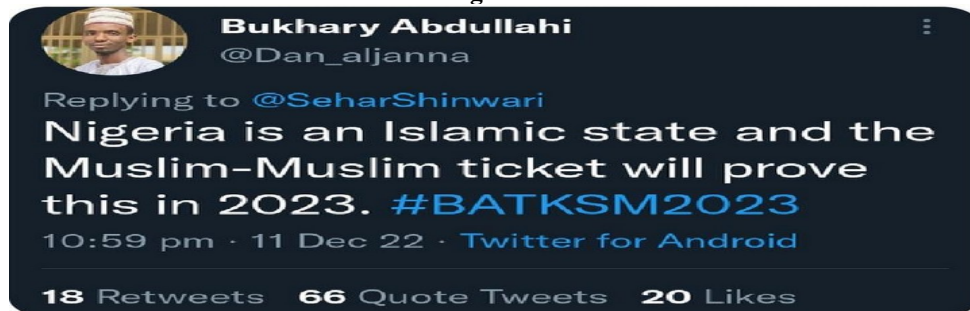 Bukhary Abdullahi
@Dan_aljanna
Replying to @SeharShinwari
Nigeria is an Islamic state and the
Muslim-Muslim ticket will prove
this in 2023. #BATKSM2023
10:59 pm · 11 Dec 22 · Twitter for Android
18 Retweets 66 Quote Tweets 20 Likes